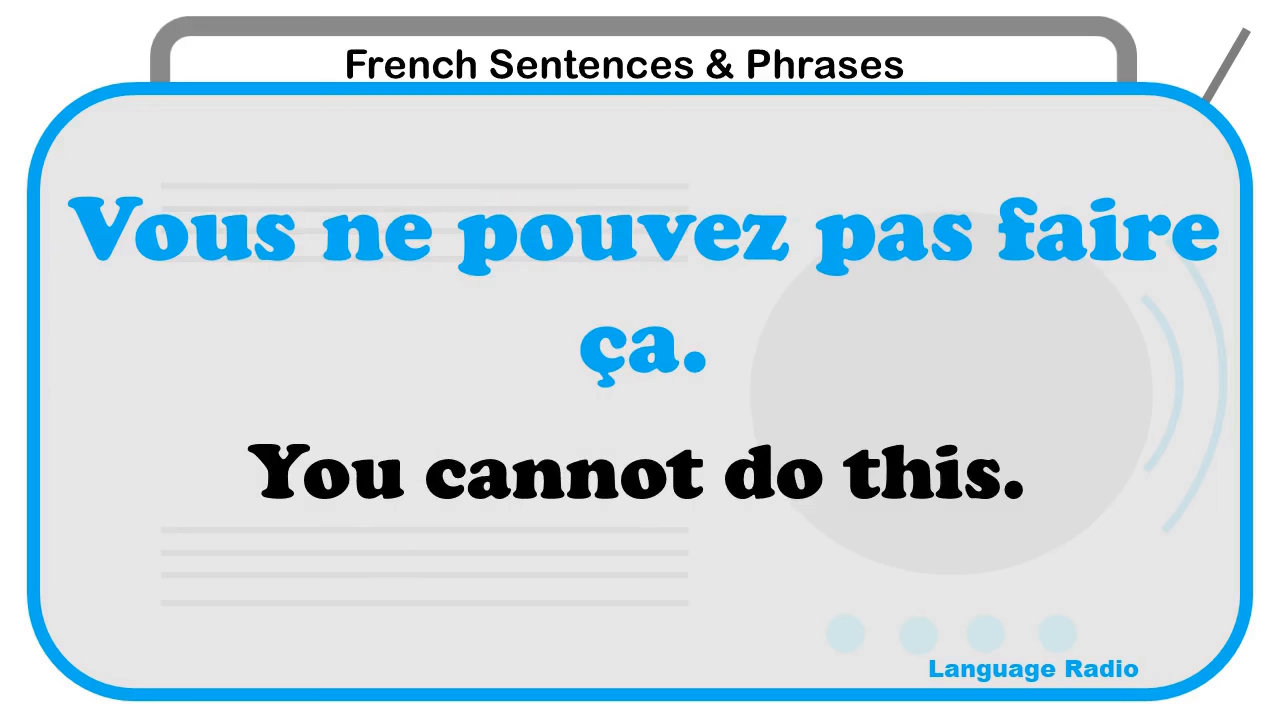 French Sentences & Phrases
Vous ne pouvez pas faire
ça.
You cannot do this.
Language Radio